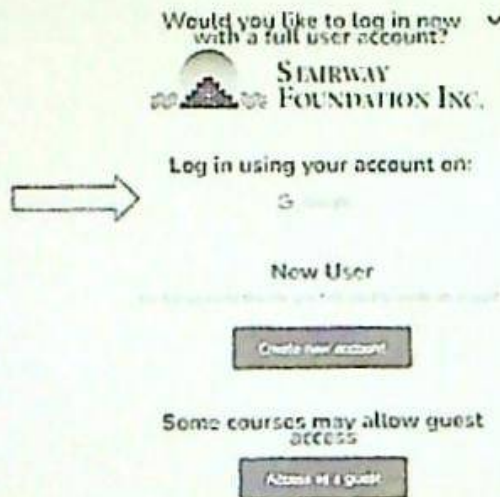 Would you like to log in now
with a full user account?
STAIRWAY
FOUNDATION INC.
Log in using your account on:
G Google
New User
Create new account
Some courses may allow guest
access
Access as a guest